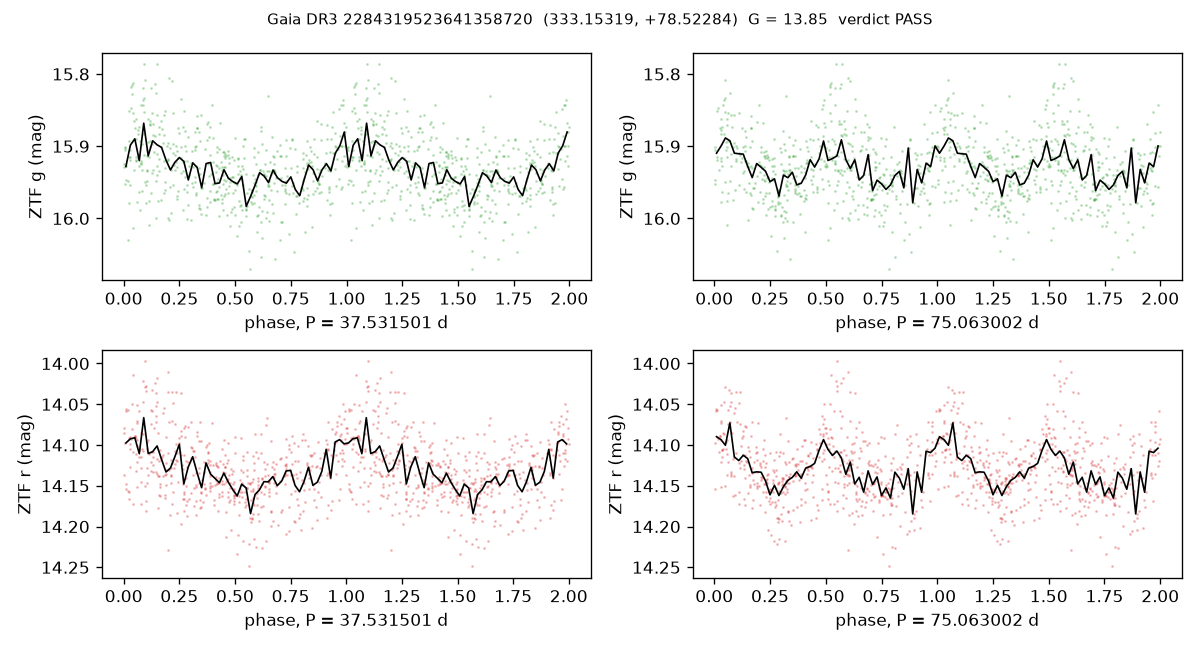 Gaia DR3 2284319523641358720  (333.15319, +78.52284)  G = 13.85  verdict PASS
ZTF g (mag)
15.8
15.9
16.0
0.00 0.25 0.50 0.75 1.00 1.25 1.50 1.75 2.00
phase, P = 37.531501 d
ZTF g (mag)
15.8
15.9
16.0
0.00 0.25 0.50 0.75 1.00 1.25 1.50 1.75 2.00
phase, P = 75.063002 d
ZTF r (mag)
14.00
14.05
14.10
14.15
14.20
14.25
0.00 0.25 0.50 0.75 1.00 1.25 1.50 1.75 2.00
phase, P = 37.531501 d
ZTF r (mag)
14.00
14.05
14.10
14.15
14.20
14.25
0.00 0.25 0.50 0.75 1.00 1.25 1.50 1.75 2.00
phase, P = 75.063002 d